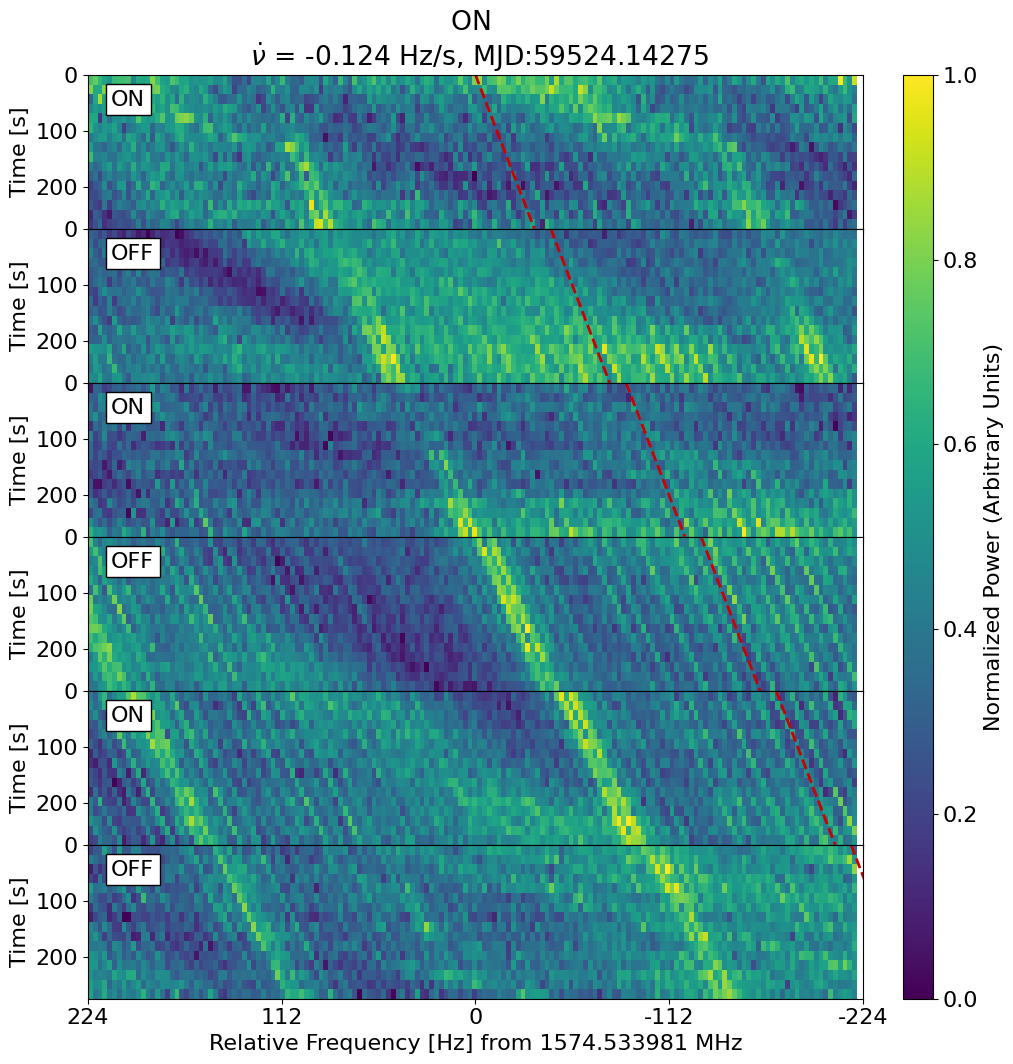 ON
ν̇ = -0.124 Hz/s, MJD:59524.14275
0
ON
100
200
Time [s]
0
OFF
100
200
Time [s]
0
ON
100
200
Time [s]
0
OFF
100
200
Time [s]
0
ON
100
200
Time [s]
0
OFF
100
200
Time [s]
224 112 0 -112 -224
Relative Frequency [Hz] from 1574.533981 MHz
1.0
0.8
0.6
0.4
0.2
0.0
Normalized Power (Arbitrary Units)